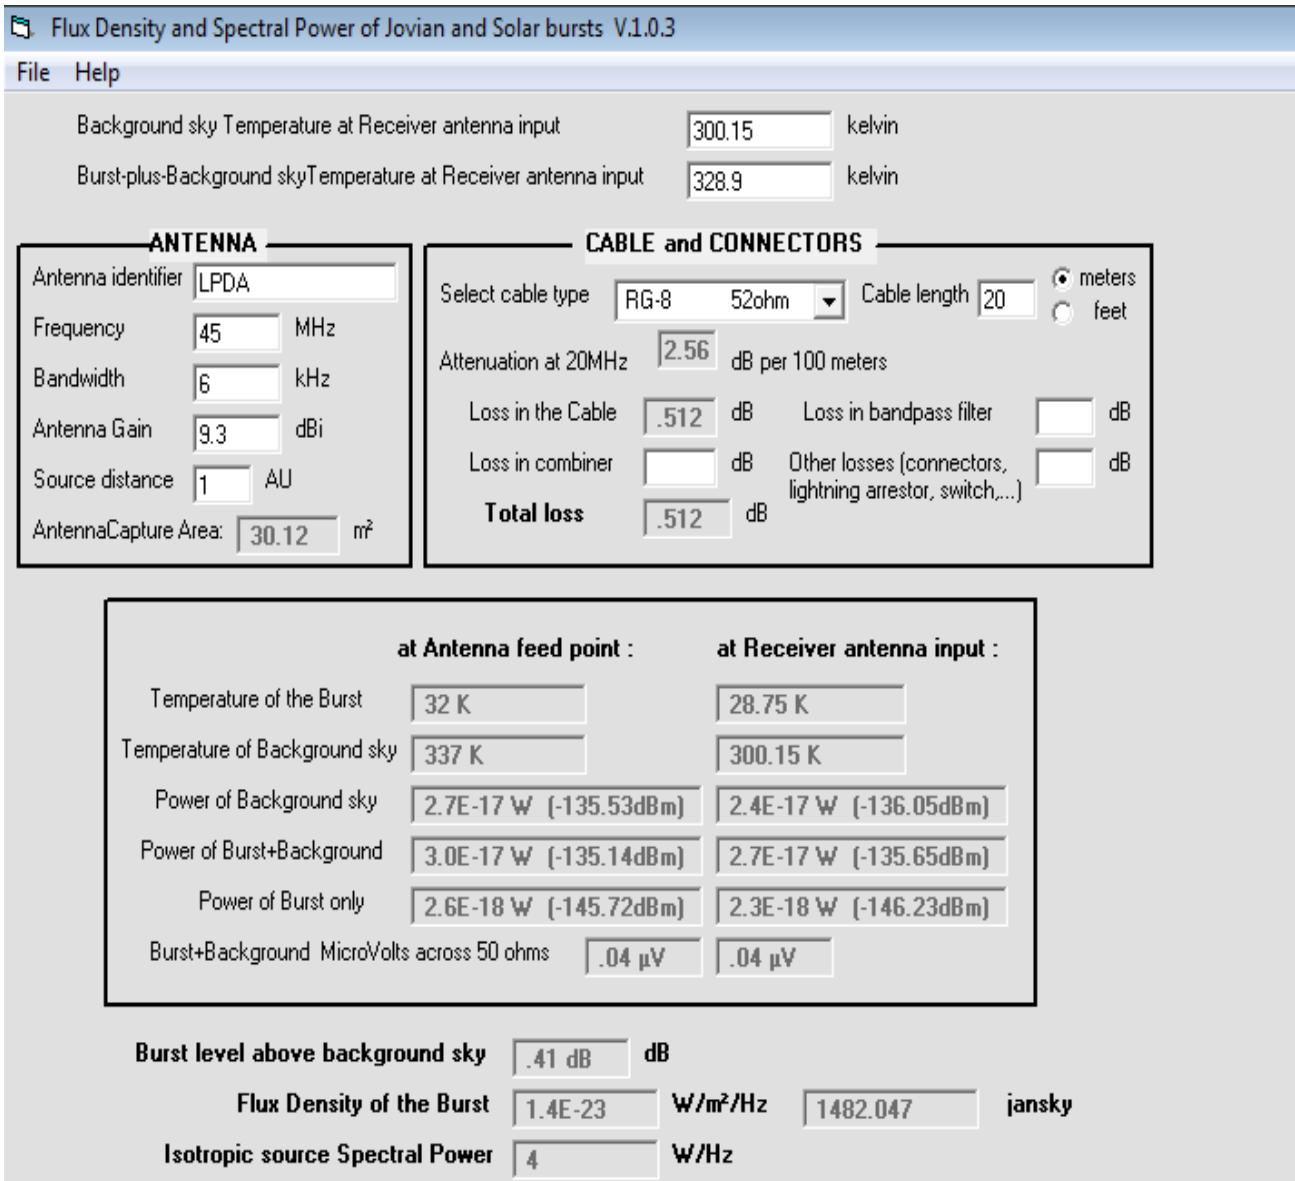 Flux Density and Spectral Power of Jovian and Solar bursts V.1.0.3
File Help
Background sky Temperature at Receiver antenna input 300.15 kelvin
Burst-plus-Background skyTemperature at Receiver antenna input 328.9 kelvin
ANTENNA
Antenna identifier LPDA
Frequency 45 MHz
Bandwidth 6 kHz
Antenna Gain 9.3 dBi
Source distance 1 AU
AntennaCapture Area: 30.12 m²
CABLE and CONNECTORS
Select cable type RG-8 52ohm Cable length 20 meters
feet
Attenuation at 20MHz 2.56 dB per 100 meters
Loss in the Cable .512 dB Loss in bandpass filter dB
Loss in combiner dB Other losses (connectors, dB
lightning arrestor, switch,...)
Total loss .512 dB
at Antenna feed point : at Receiver antenna input :
Temperature of the Burst 32 K 28.75 K
Temperature of Background sky 337 K 300.15 K
Power of Background sky 2.7E-17 W (-135.53dBm) 2.4E-17 W (-136.05dBm)
Power of Burst+Background 3.0E-17 W (-135.14dBm) 2.7E-17 W (-135.65dBm)
Power of Burst only 2.6E-18 W (-145.72dBm) 2.3E-18 W (-146.23dBm)
Burst+Background MicroVolts across 50 ohms .04 µV .04 µV
Burst level above background sky .41 dB dB
Flux Density of the Burst 1.4E-23 W/m²/Hz 1482.047 jansky
Isotropic source Spectral Power 4 W/Hz